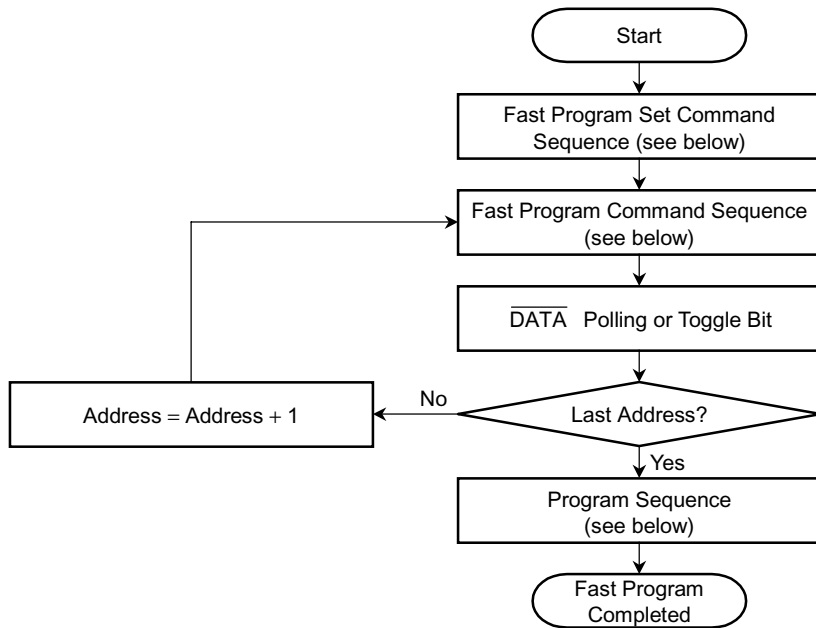 Start
Fast Program Set Command
Sequence (see below)
Fast Program Command Sequence
(see below)
D̅A̅T̅A̅ Polling or Toggle Bit
Address = Address + 1
No
Last Address?
Yes
Program Sequence
(see below)
Fast Program
Completed